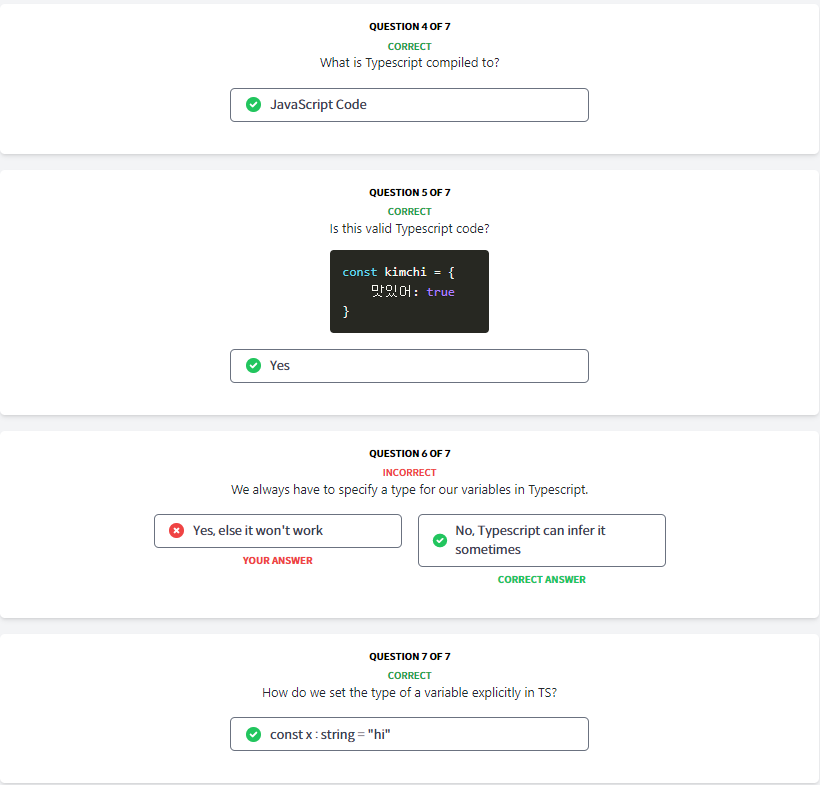 QUESTION 4 OF 7
CORRECT
What is Typescript compiled to?
JavaScript Code
QUESTION 5 OF 7
CORRECT
Is this valid Typescript code?
const kimchi = {
맛있어: true
}
Yes
QUESTION 6 OF 7
INCORRECT
We always have to specify a type for our variables in Typescript.
Yes, else it won't work
YOUR ANSWER
No, Typescript can infer it
sometimes
CORRECT ANSWER
QUESTION 7 OF 7
CORRECT
How do we set the type of a variable explicitly in TS?
const x : string = "hi"